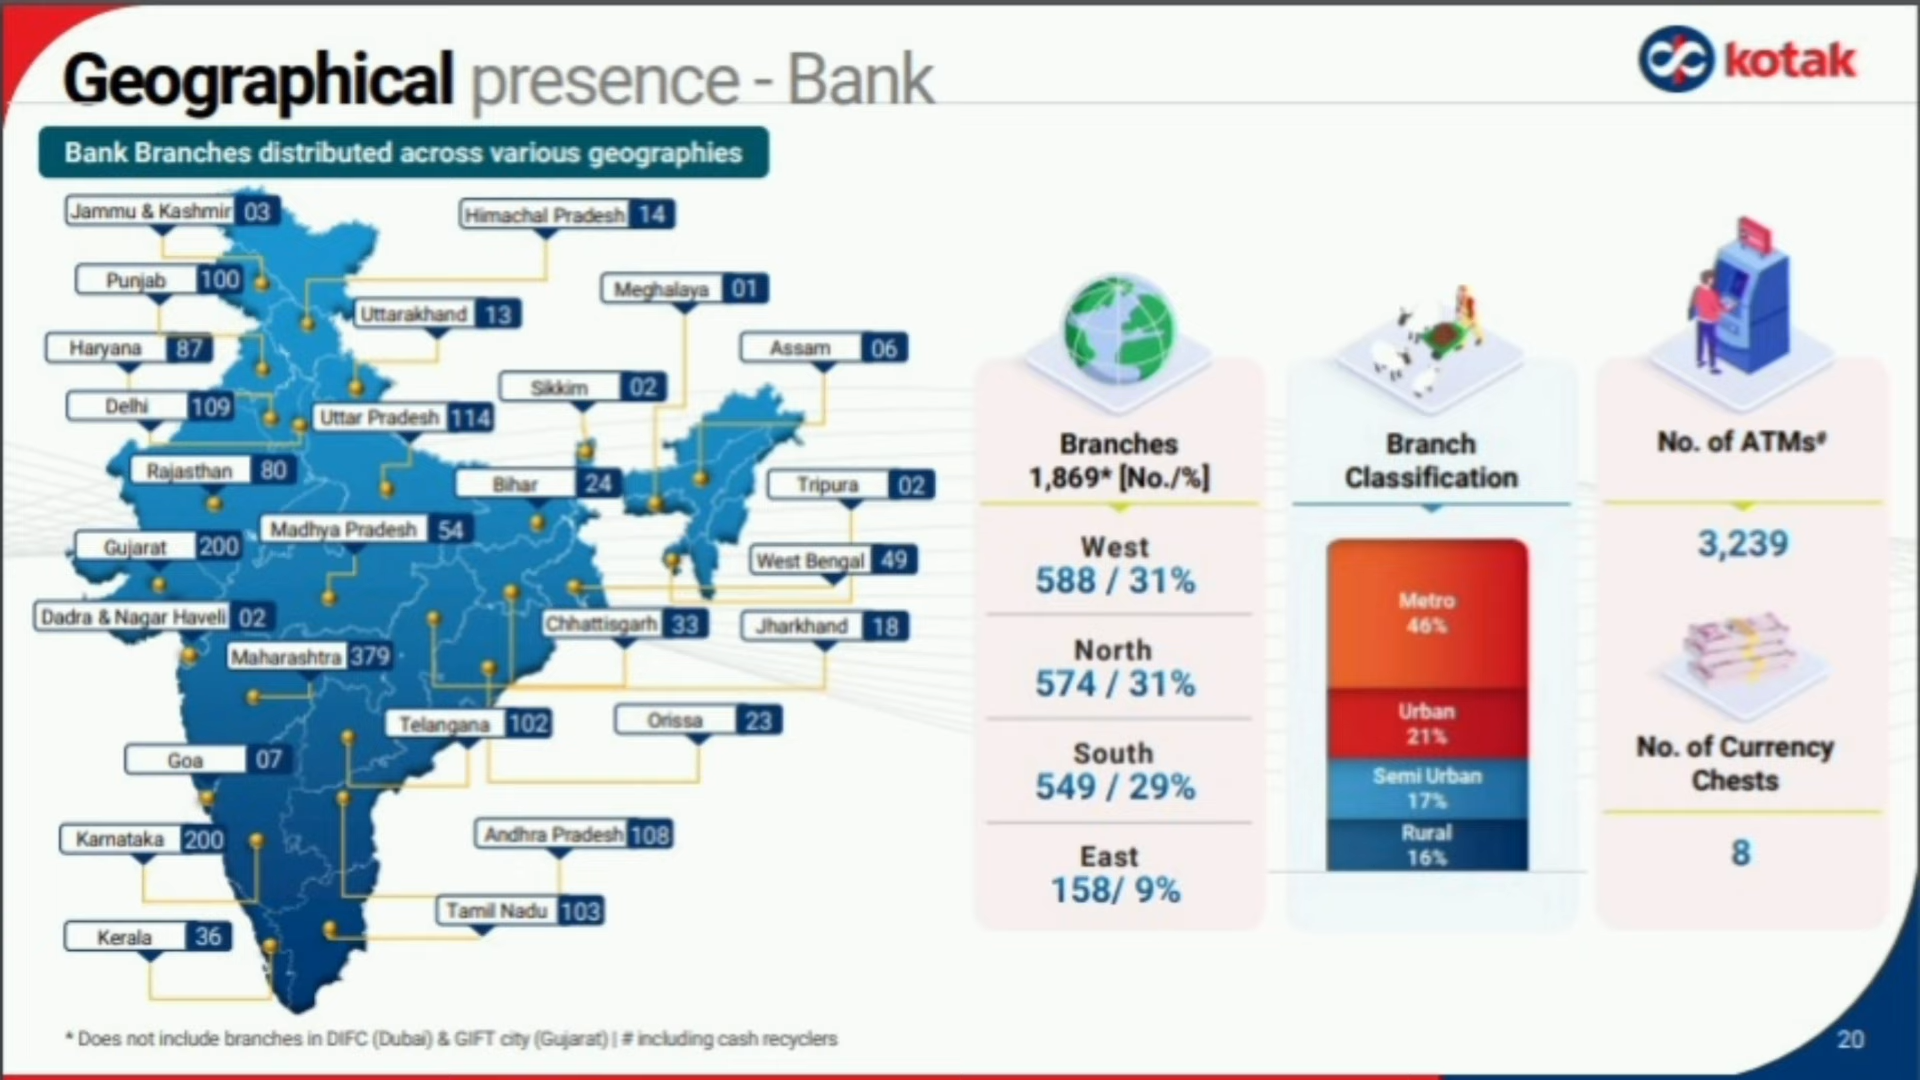 Geographical presence - Bank
kotak
Bank Branches distributed across various geographies
Jammu & Kashmir 03
Himachal Pradesh 14
Punjab 100
Meghalaya 01
Uttarakhand 13
Haryana 87
Assam 06
Sikkim 02
Delhi 109
Uttar Pradesh 114
Rajasthan 80
Bihar 24
Tripura 02
Madhya Pradesh 54
Gujarat 200
West Bengal 49
Dadra & Nagar Haveli 02
Chhattisgarh 33
Jharkhand 18
Maharashtra 379
Telangana 102
Orissa 23
Goa 07
Karnataka 200
Andhra Pradesh 108
Tamil Nadu 103
Kerala 36
Branches
1,869* [No./%]
West
588 / 31%
North
574 / 31%
South
549 / 29%
East
158/ 9%
Branch
Classification
Metro
46%
Urban
21%
Semi Urban
17%
Rural
16%
No. of ATMs#
3,239
No. of Currency
Chests
8
* Does not include branches in DIFC (Dubai) & GIFT city (Gujarat) | # including cash recyclers
20